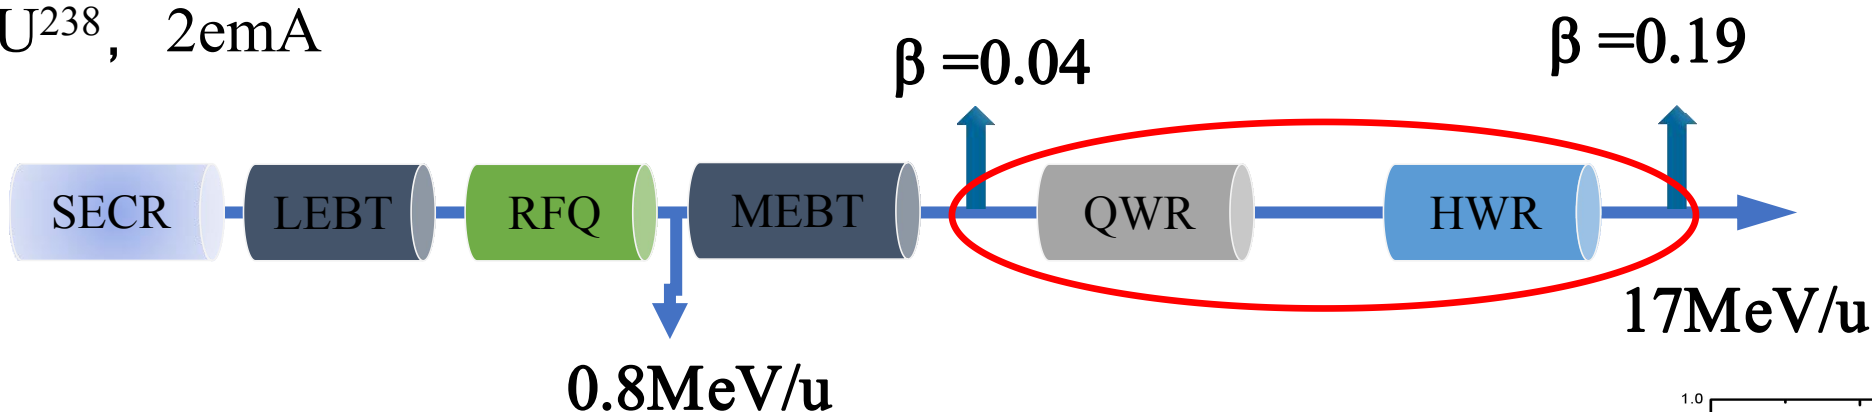 U²³⁸, 2emA
β =0.04
β =0.19
SECR LEBT RFQ MEBT QWR HWR
17MeV/u
0.8MeV/u
1.0